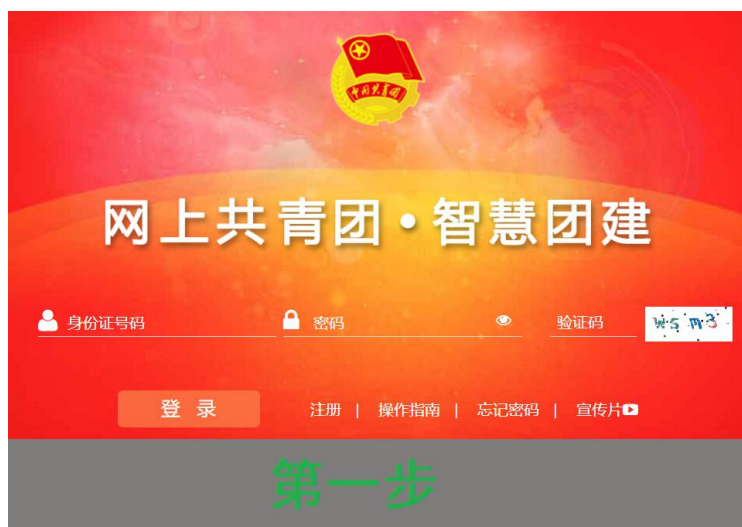 中国共青团
网上共青团·智慧团建
身份证号码 密码 验证码 w5m3
登录 注册 | 操作指南 | 忘记密码 | 宣传片
第一步